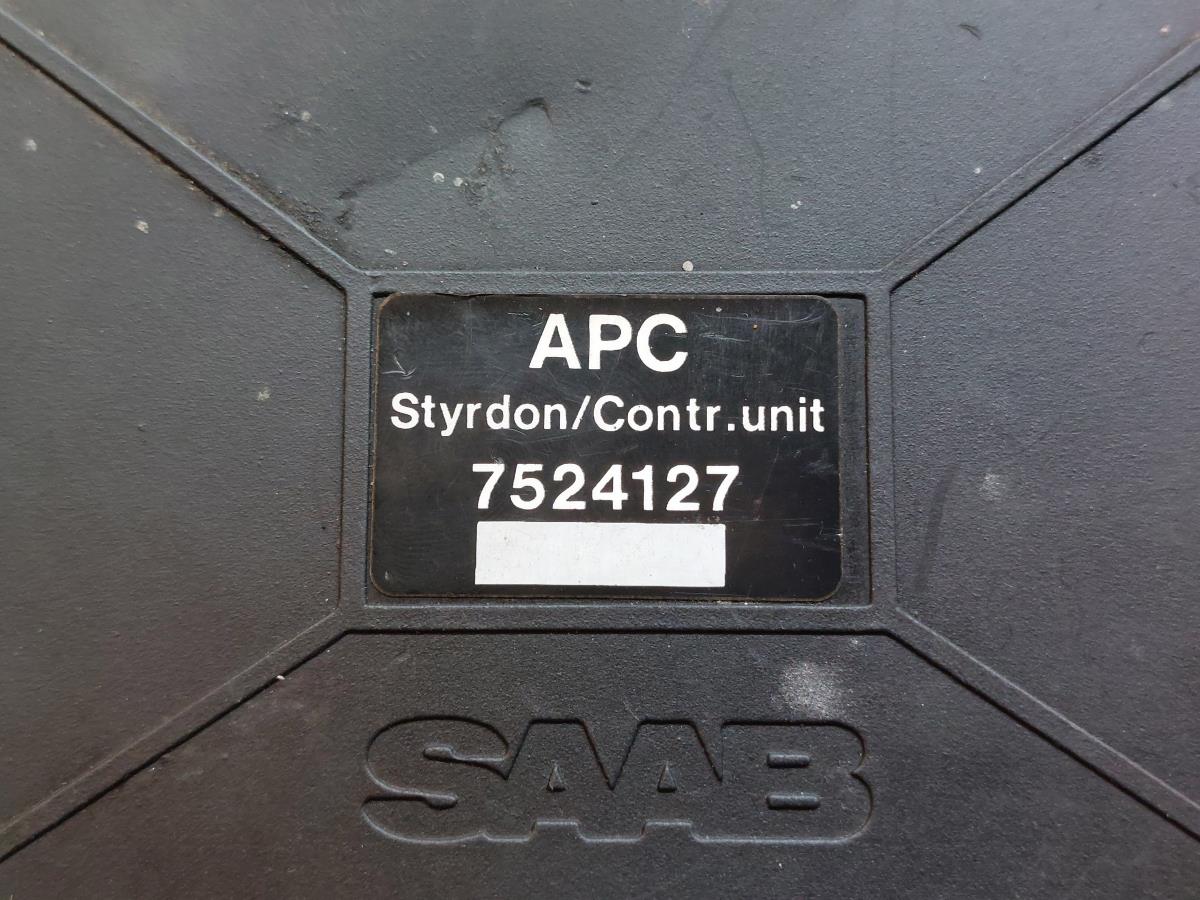 APC
Styrdon/Contr.unit
7524127
SAAB